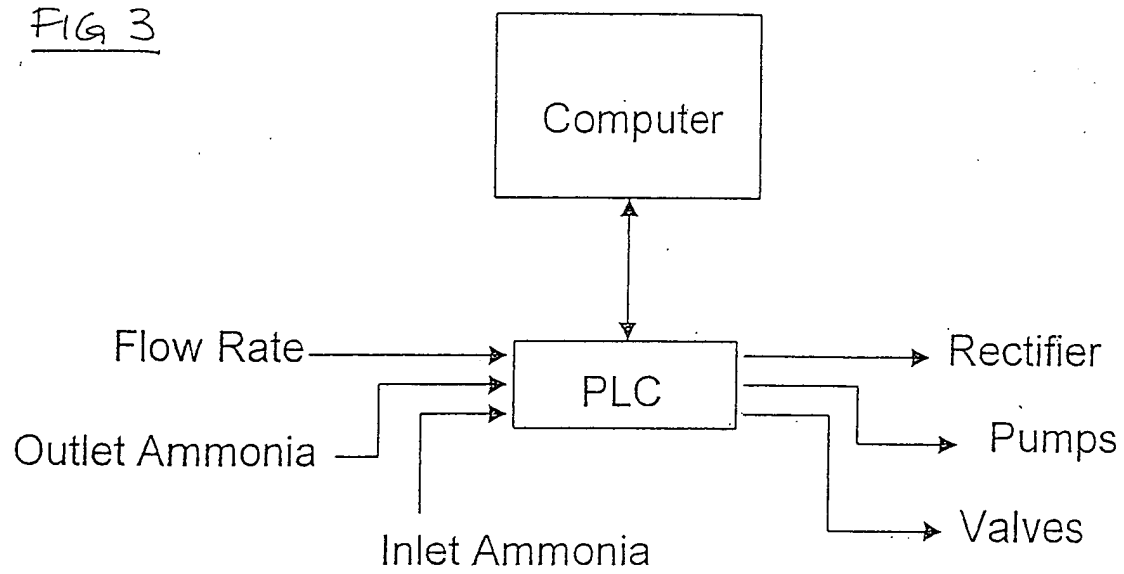 FIG 3
Computer
Flow Rate
PLC
Rectifier
Outlet Ammonia
Pumps
Inlet Ammonia
Valves